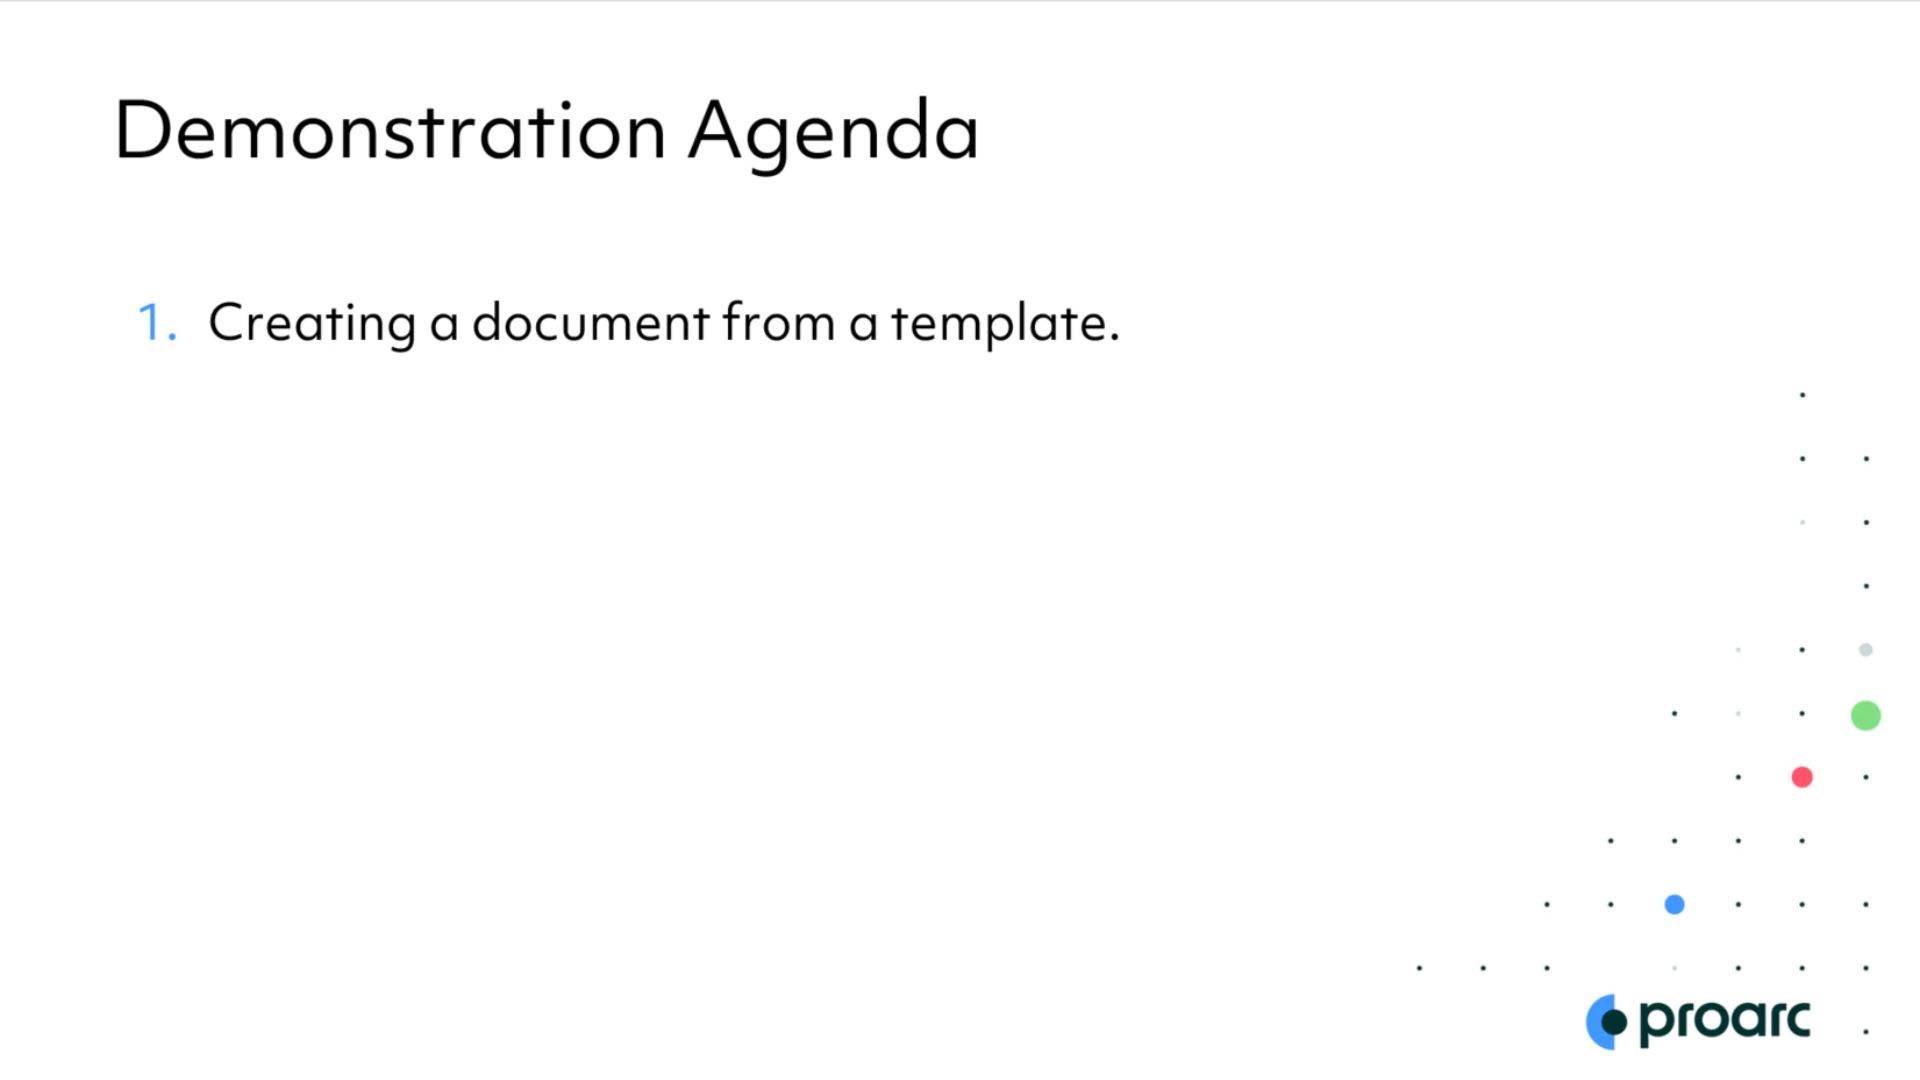 Demonstration Agenda
1. Creating a document from a template.
proarc